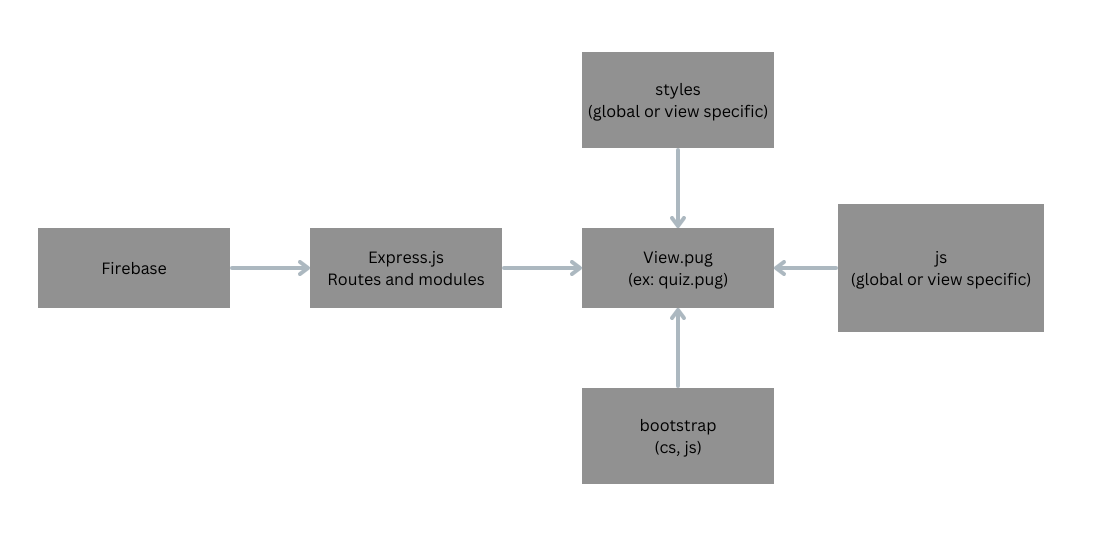 styles
(global or view specific)
Firebase
Express.js
Routes and modules
View.pug
(ex: quiz.pug)
js
(global or view specific)
bootstrap
(cs, js)